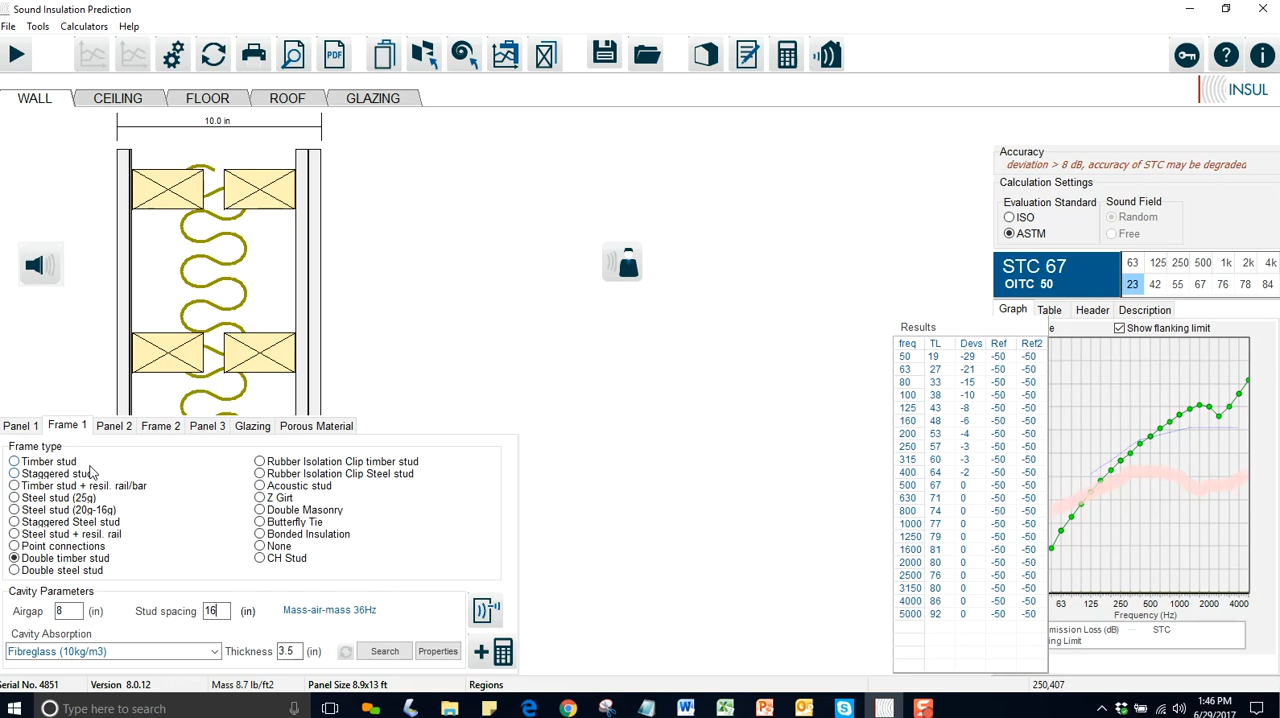 Sound Insulation Prediction
File Tools Calculators Help
PDF
WALL CEILING FLOOR ROOF GLAZING
INSUL
10.0 in
Accuracy
deviation > 8 dB, accuracy of STC may be degraded
Calculation Settings
Evaluation Standard Sound Field
ISO Random
ASTM Free
STC 67 63 125 250 500 1k 2k 4k
OITC 50 23 42 55 67 76 78 84
Graph Table Header Description
Results
e Show flanking limit
freq TL Devs Ref Ref2
50 19 -29 -50 -50
63 27 -21 -50 -50
80 33 -15 -50 -50
100 38 -10 -50 -50
125 43 -8 -50 -50
160 48 -6 -50 -50
200 53 -4 -50 -50
250 57 -3 -50 -50
315 60 -3 -50 -50
400 64 -2 -50 -50
500 67 0 -50 -50
630 71 0 -50 -50
800 74 0 -50 -50
1000 77 0 -50 -50
1250 79 0 -50 -50
1600 81 0 -50 -50
2000 80 0 -50 -50
2500 76 0 -50 -50
3150 80 0 -50 -50
4000 86 0 -50 -50
5000 92 0 -50 -50
63 125 250 500 1000 2000 4000
Frequency (Hz)
mission Loss (dB) STC
ing Limit
Panel 1 Frame 1 Panel 2 Frame 2 Panel 3 Glazing Porous Material
Frame type
Timber stud
Staggered stud
Timber stud + resil. rail/bar
Steel stud (25g)
Steel stud (20g-16g)
Staggered Steel stud
Steel stud + resil. rail
Point connections
Double timber stud
Double steel stud
Rubber Isolation Clip timber stud
Rubber Isolation Clip Steel stud
Acoustic stud
Z Girt
Double Masonry
Butterfly Tie
Bonded Insulation
None
CH Stud
Cavity Parameters
Airgap 8 (in) Stud spacing 16 (in) Mass-air-mass 36Hz
Cavity Absorption
Fibreglass (10kg/m3) Thickness 3.5 (in) Search Properties
Serial No. 4851 Version 8.0.12 Mass 8.7 lb/ft2 Panel Size 8.9x13 ft Regions 250,407
Type here to search
1:46 PM
6/29/2017